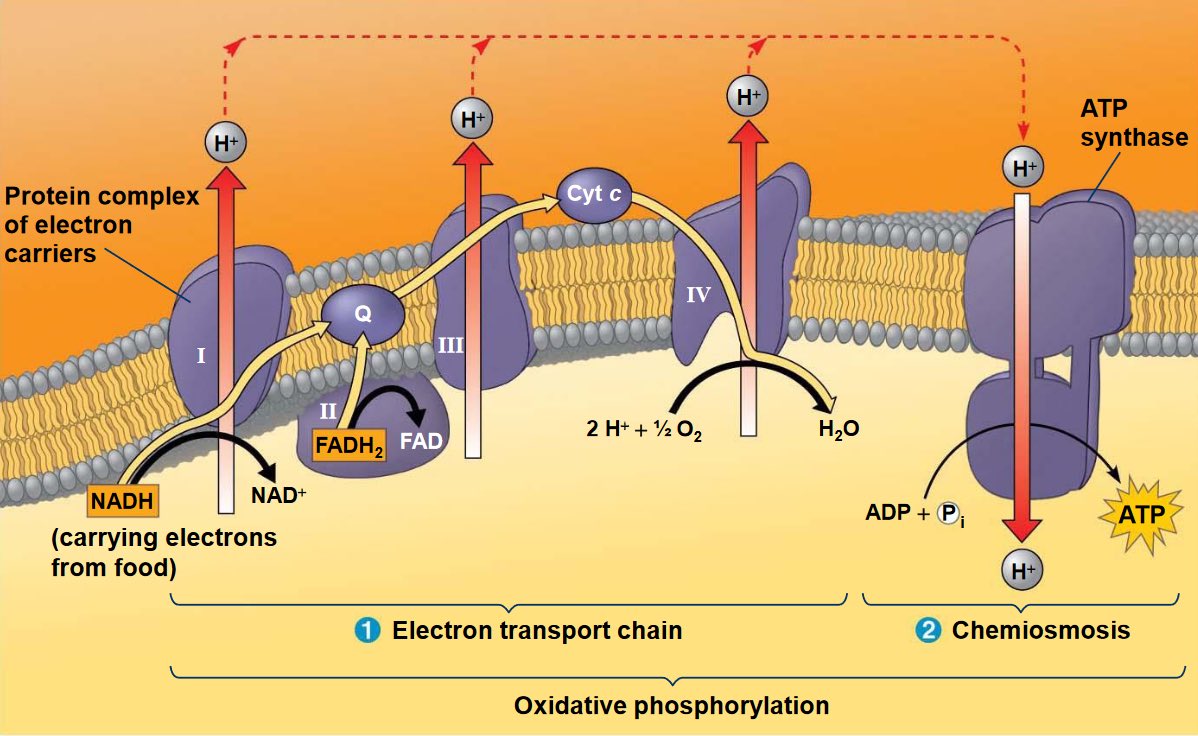 H+
H+
H+
H+
ATP
synthase
Protein complex
of electron
carriers
Cyt c
Q
I
II
III
IV
FADH2
FAD
NADH
NAD+
(carrying electrons
from food)
2 H+ + ½ O2
H2O
ADP + Pi
ATP
H+
1 Electron transport chain
2 Chemiosmosis
Oxidative phosphorylation